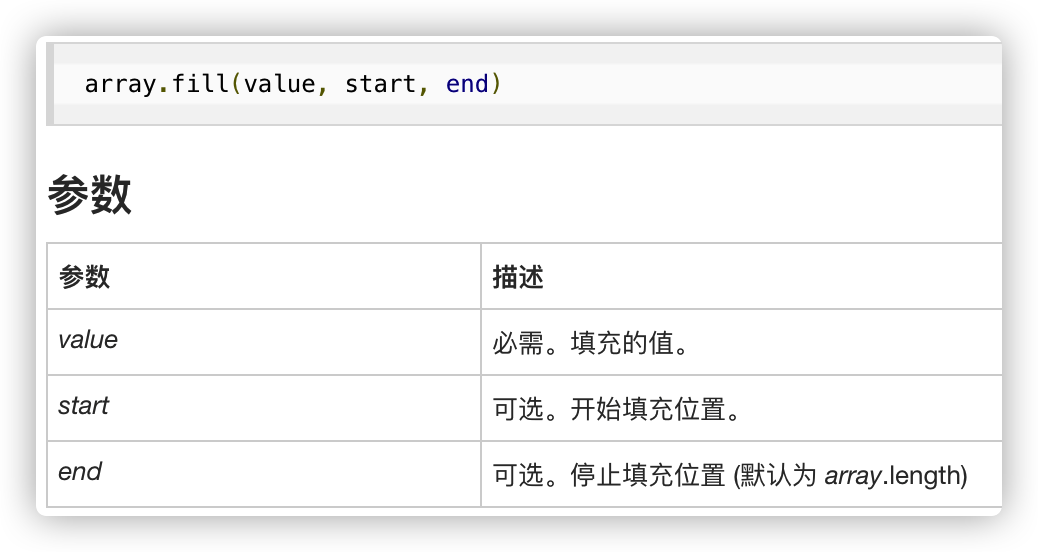 array.fill(value, start, end)
参数
参数 描述
value 必需。填充的值。
start 可选。开始填充位置。
end 可选。停止填充位置 (默认为 array.length)